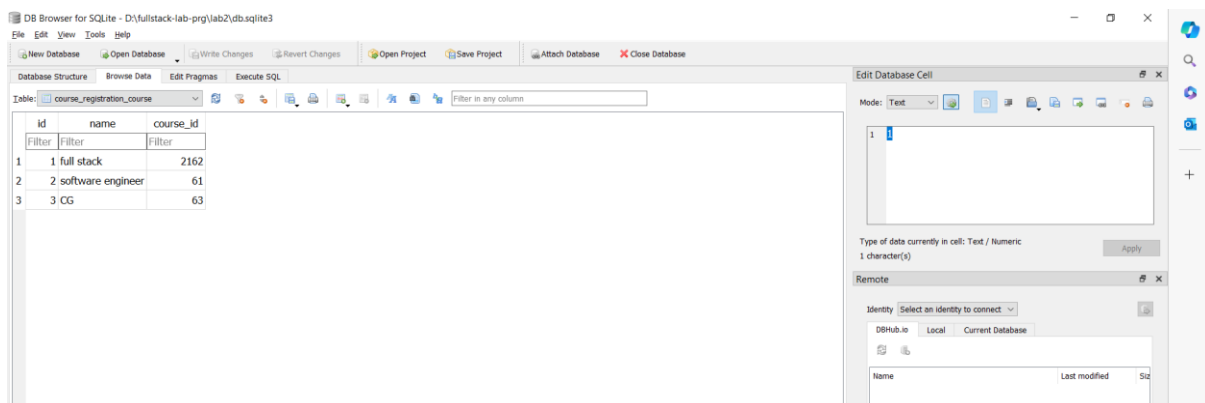 DB Browser for SQLite - D:\fullstack-lab-prg\lab2\db.sqlite3
File Edit View Tools Help
New Database Open Database Write Changes Revert Changes Open Project Save Project Attach Database Close Database
Database Structure Browse Data Edit Pragmas Execute SQL
Table: course_registration_course Filter in any column
id name course_id
Filter Filter Filter
1 1 full stack 2162
2 2 software engineer 61
3 3 CG 63
Edit Database Cell
Mode: Text
1 1
Type of data currently in cell: Text / Numeric
1 character(s)
Apply
Remote
Identity Select an identity to connect
DBHub.io Local Current Database
Name Last modified Siz